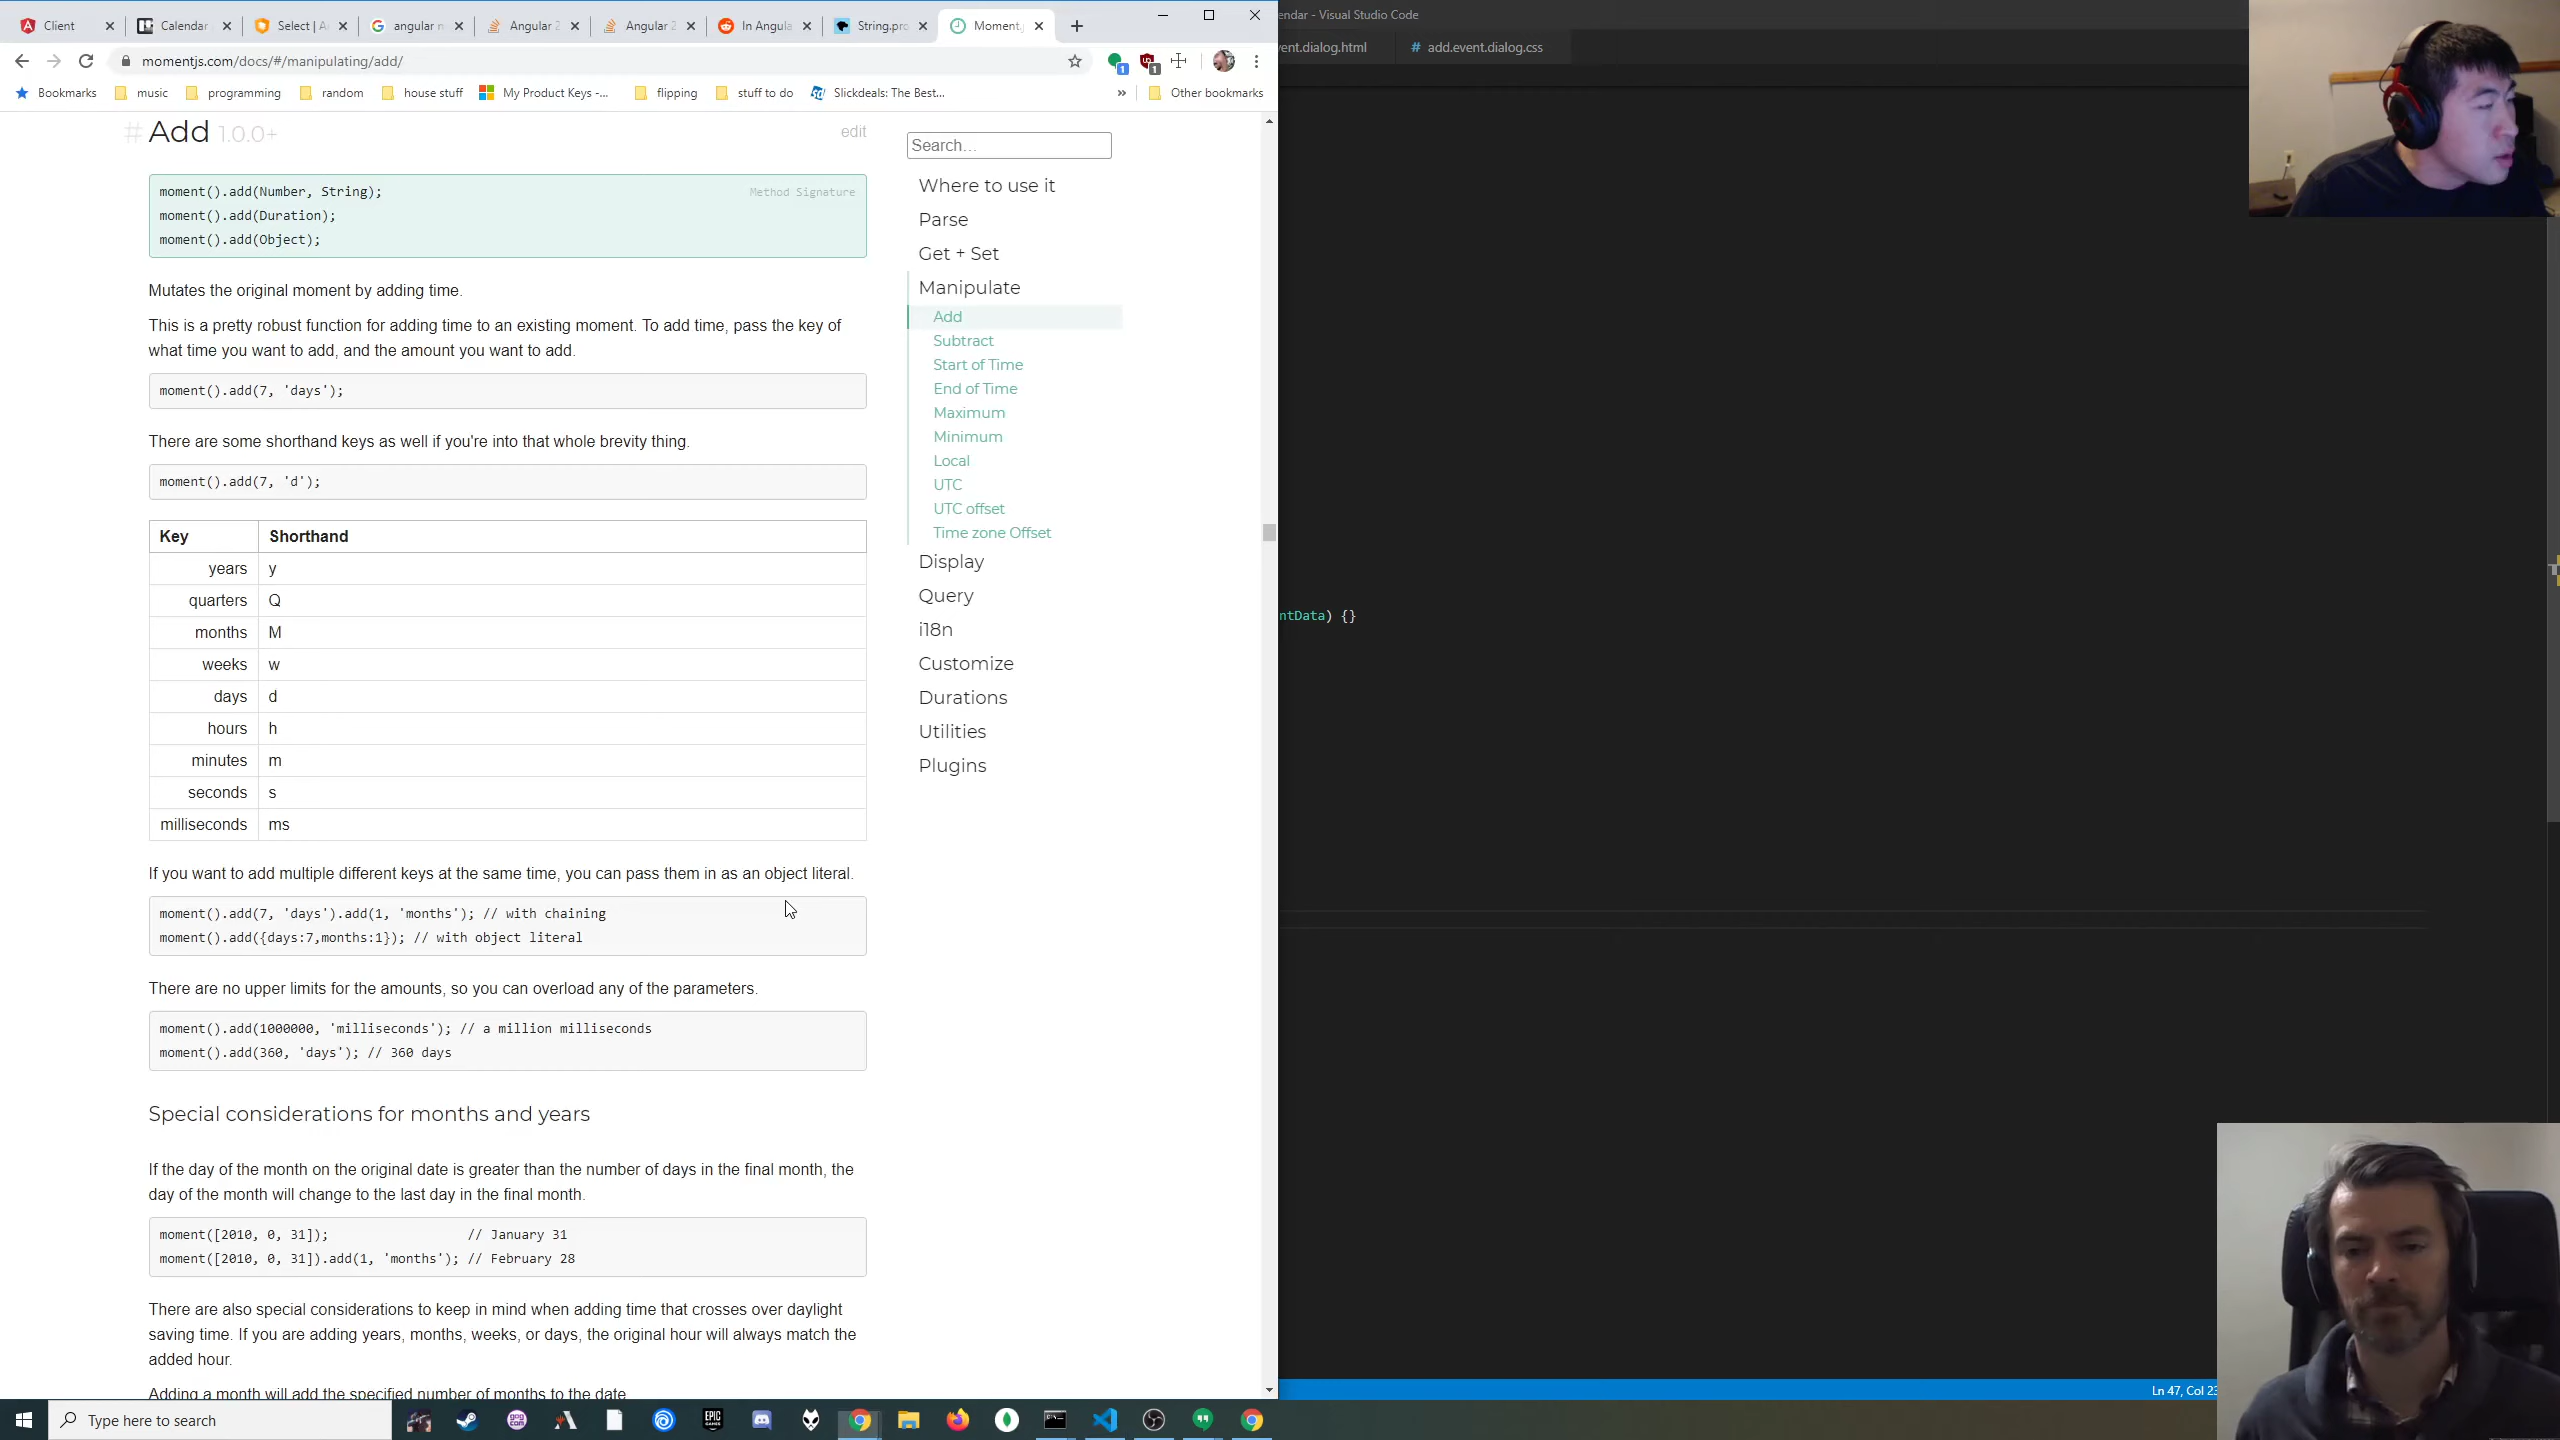 Client
Calendar
Select | A
angular n
Angular 2
Angular 2
In Angula
String.pro
Moment.j
endar - Visual Studio Code
momentjs.com/docs/#/manipulating/add/
vent.dialog.html
# add.event.dialog.css
Bookmarks
music
programming
random
house stuff
My Product Keys -...
flipping
stuff to do
Slickdeals: The Best...
»
Other bookmarks
# Add 1.0.0+
edit
moment().add(Number, String);
Method Signature
moment().add(Duration);
moment().add(Object);
Mutates the original moment by adding time.
This is a pretty robust function for adding time to an existing moment. To add time, pass the key of
what time you want to add, and the amount you want to add.
moment().add(7, 'days');
There are some shorthand keys as well if you're into that whole brevity thing.
moment().add(7, 'd');
Key Shorthand
years y
quarters Q
months M
weeks w
days d
hours h
minutes m
seconds s
milliseconds ms
If you want to add multiple different keys at the same time, you can pass them in as an object literal.
moment().add(7, 'days').add(1, 'months'); // with chaining
moment().add({days:7,months:1}); // with object literal
There are no upper limits for the amounts, so you can overload any of the parameters.
moment().add(1000000, 'milliseconds'); // a million milliseconds
moment().add(360, 'days'); // 360 days
Special considerations for months and years
If the day of the month on the original date is greater than the number of days in the final month, the
day of the month will change to the last day in the final month.
moment([2010, 0, 31]); // January 31
moment([2010, 0, 31]).add(1, 'months'); // February 28
There are also special considerations to keep in mind when adding time that crosses over daylight
saving time. If you are adding years, months, weeks, or days, the original hour will always match the
added hour.
Adding a month will add the specified number of months to the date
Search...
Where to use it
Parse
Get + Set
Manipulate
Add
Subtract
Start of Time
End of Time
Maximum
Minimum
Local
UTC
UTC offset
Time zone Offset
Display
Query
i18n
Customize
Durations
Utilities
Plugins
ntData) {}
Ln 47, Col 23
Type here to search
gog.com
EPIC GAMES